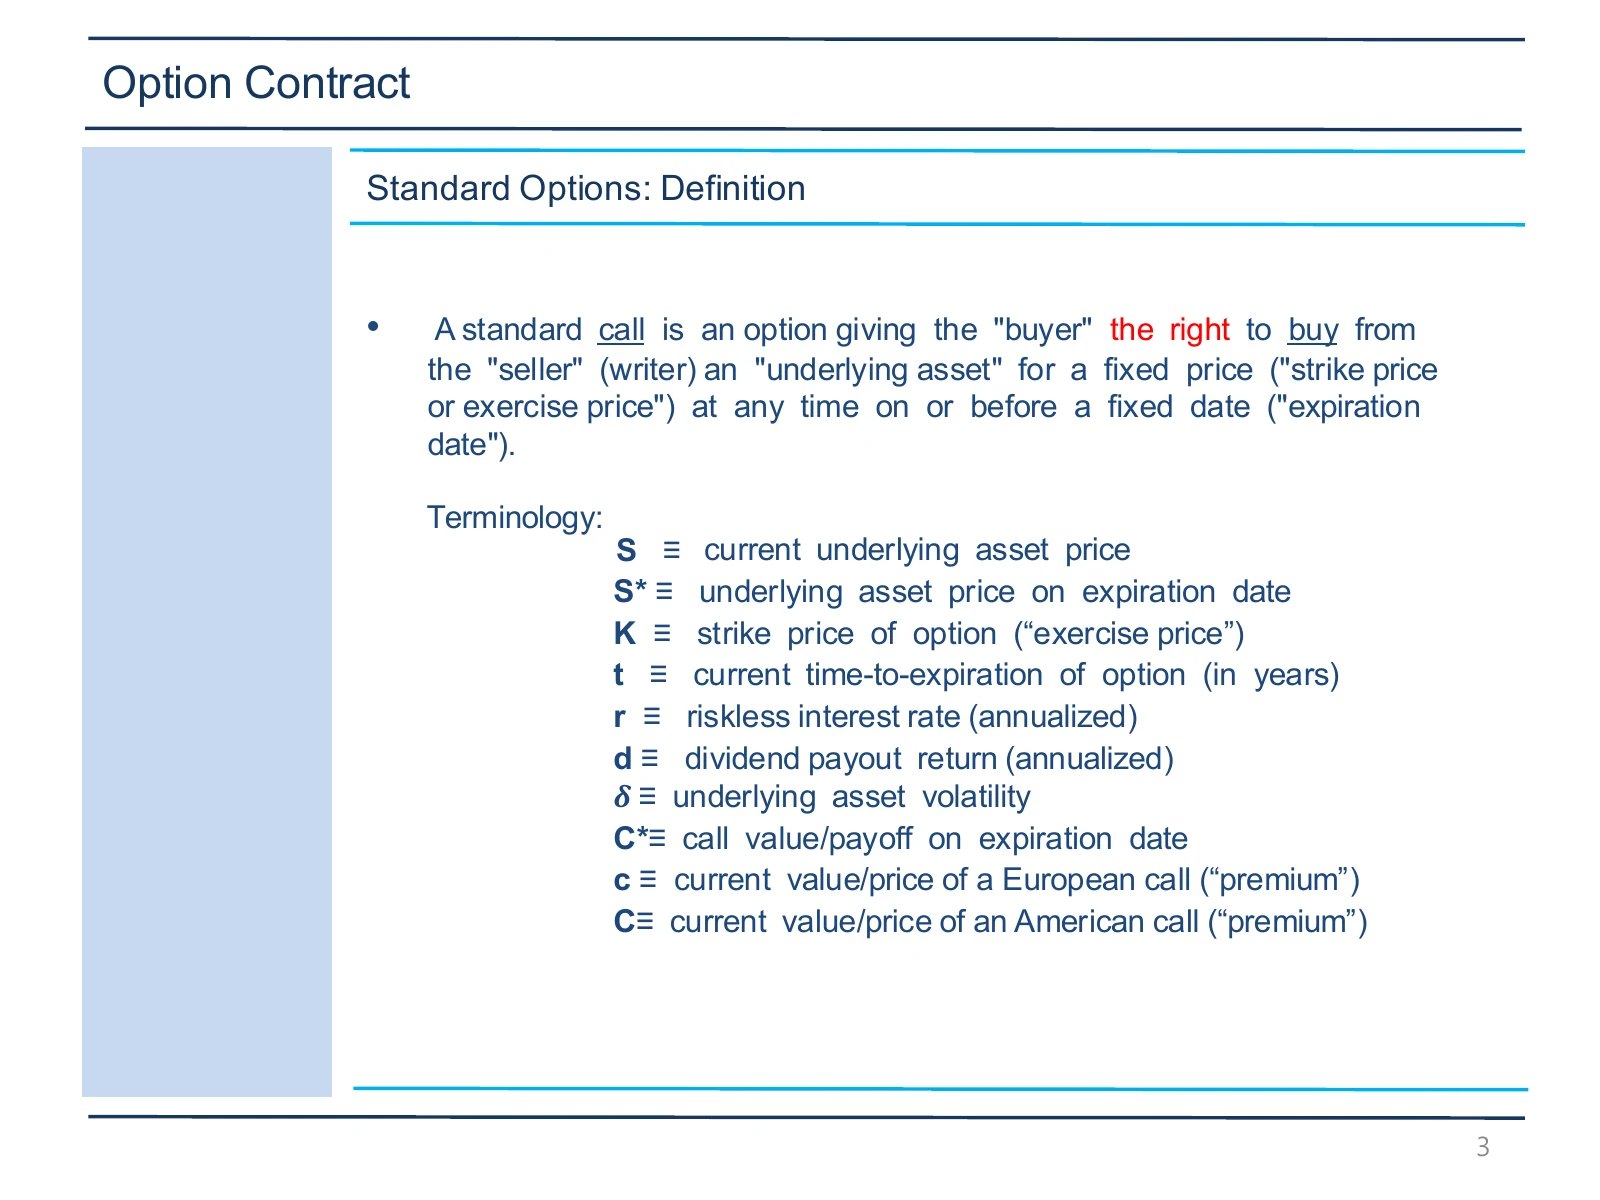 Option Contract
Standard Options: Definition
• A standard call is an option giving the "buyer" the right to buy from
the "seller" (writer) an "underlying asset" for a fixed price ("strike price
or exercise price") at any time on or before a fixed date ("expiration
date").
Terminology:
S ≡ current underlying asset price
S* ≡ underlying asset price on expiration date
K ≡ strike price of option (“exercise price”)
t ≡ current time-to-expiration of option (in years)
r ≡ riskless interest rate (annualized)
d ≡ dividend payout return (annualized)
δ ≡ underlying asset volatility
C*≡ call value/payoff on expiration date
c ≡ current value/price of a European call (“premium”)
C≡ current value/price of an American call (“premium”)
3